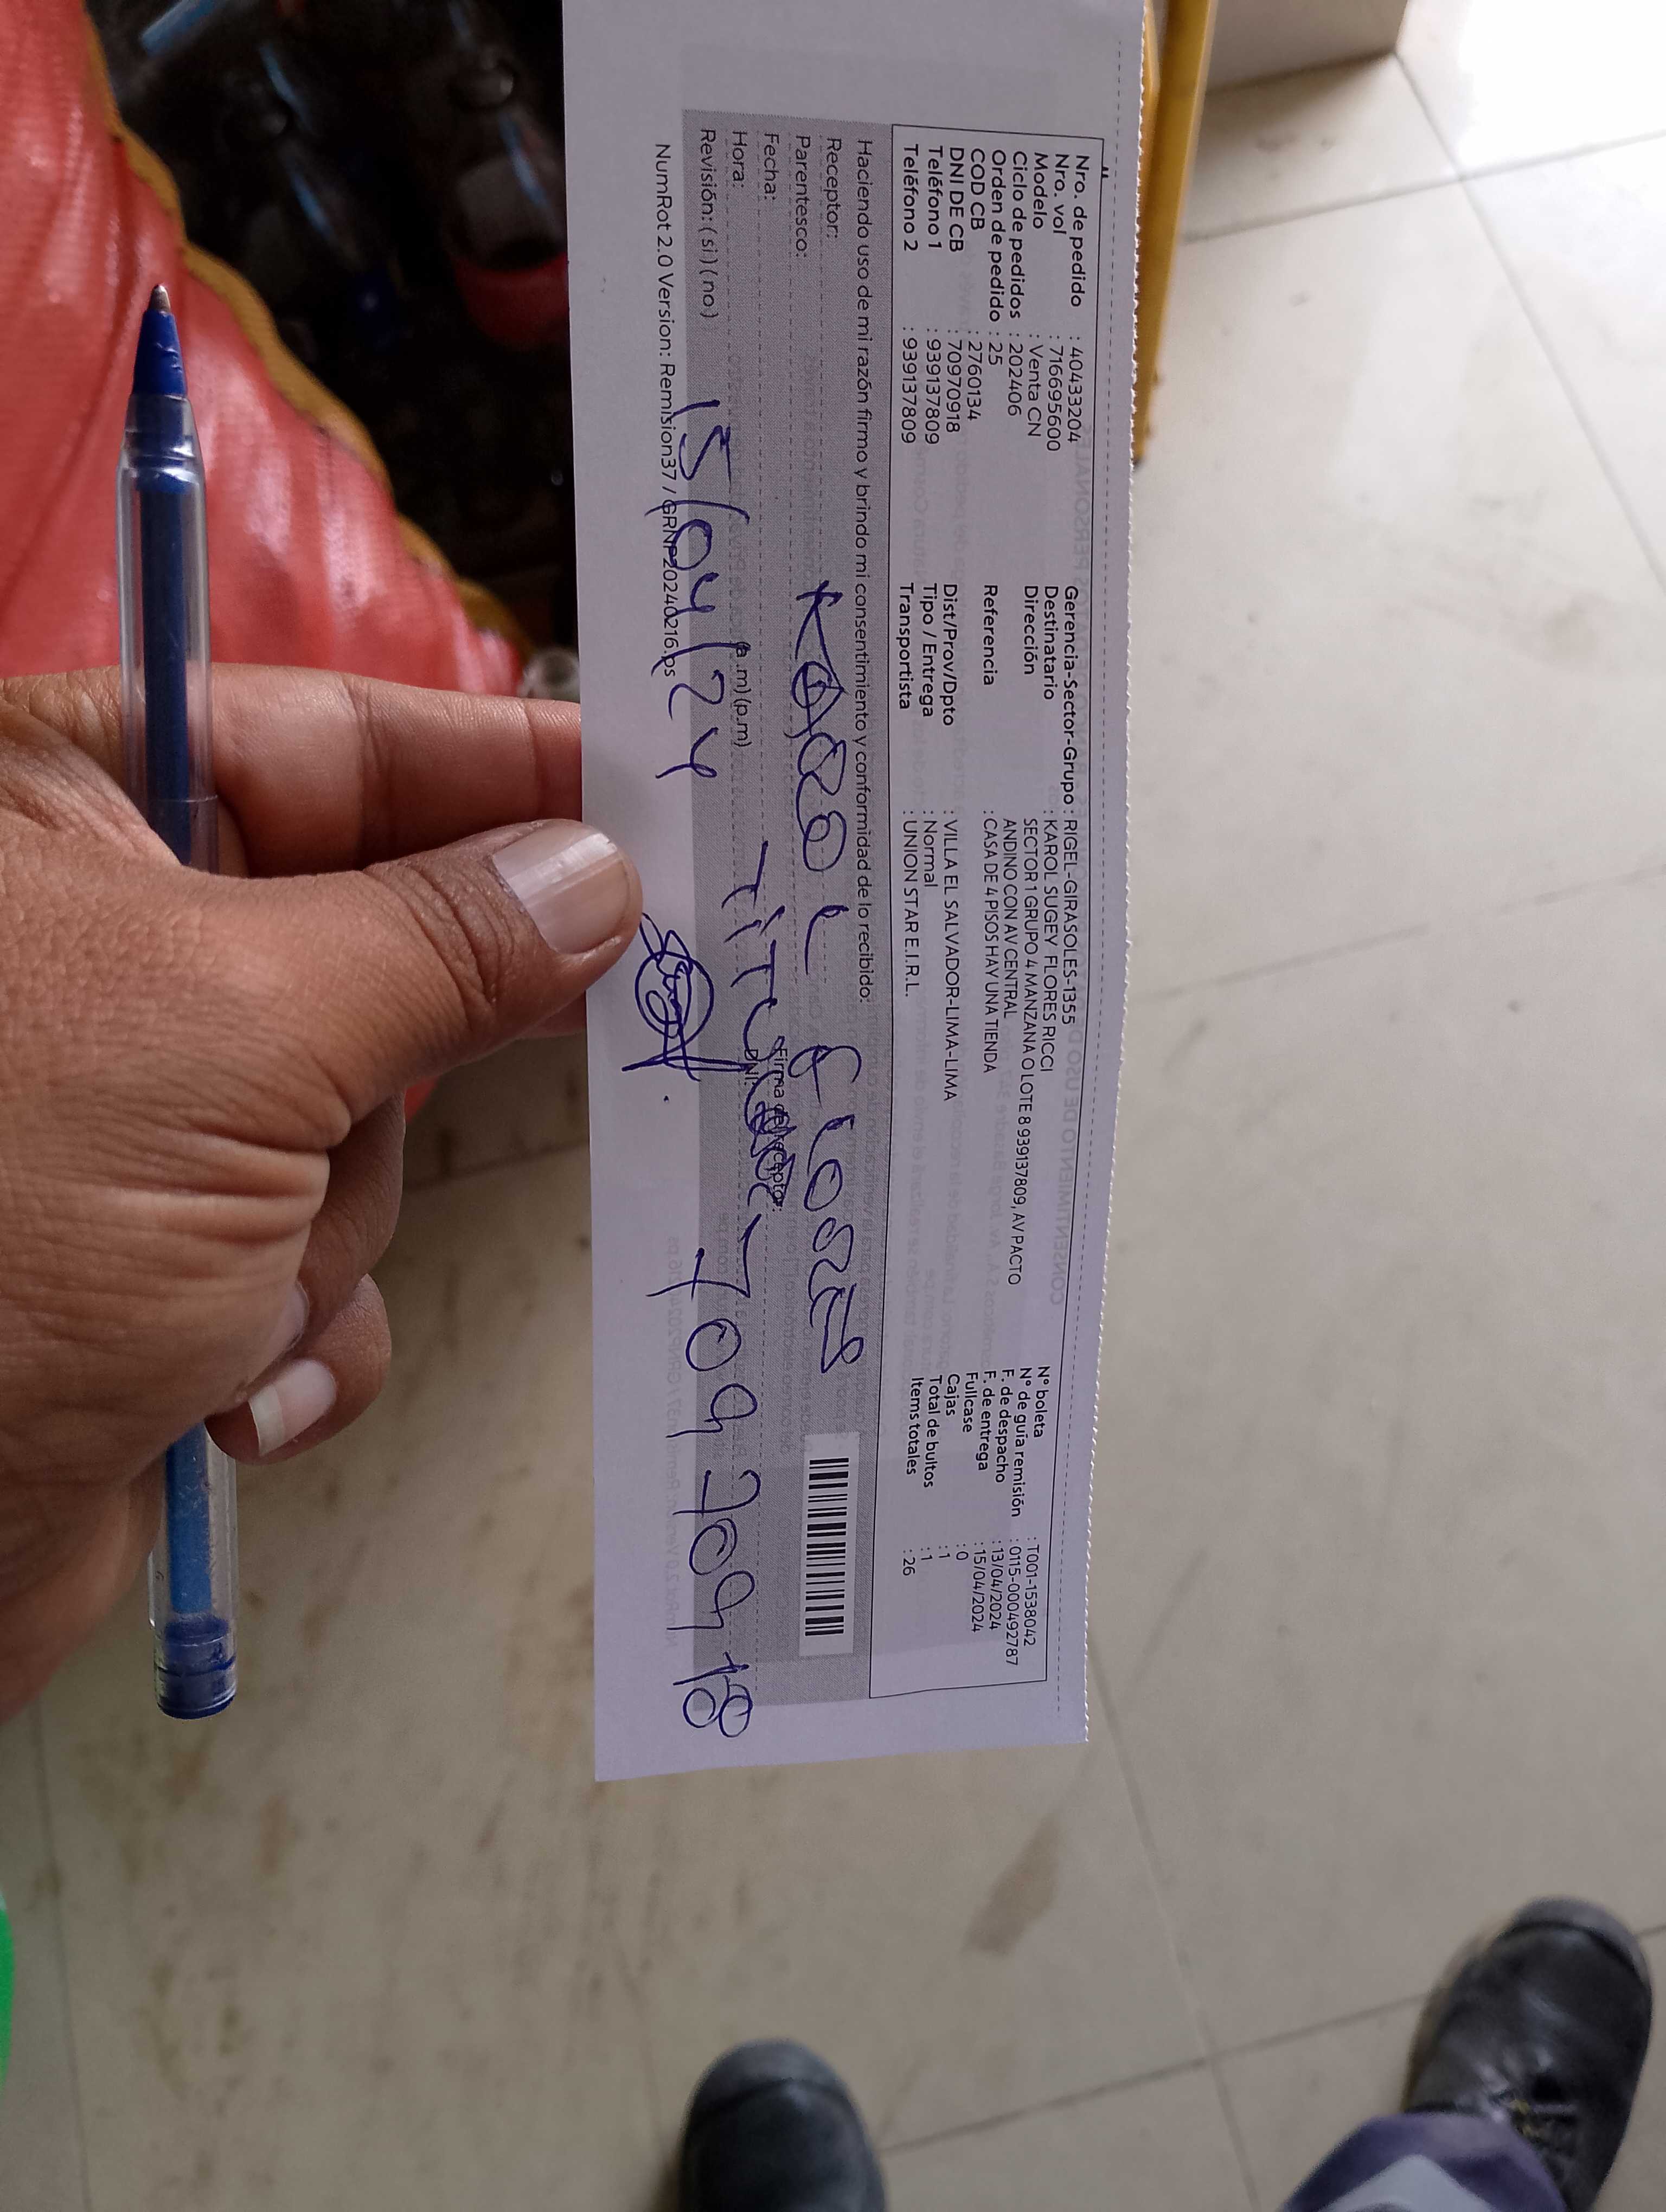 Nro. de pedido : 40433204
Nro. vol : 716695600
Modelo : Venta CN
Ciclo de pedidos : 202406
Orden de pedido : 25
COD CB : 2760134
DNI DE CB : 70970918
Teléfono 1 : 939137809
Teléfono 2 : 939137809
Gerencia-Sector-Grupo : RIGEL-GIRASOLES-1355
Destinatario : KAROL SUGEY FLORES RICCI
Dirección SECTOR 1 GRUPO 4 MANZANA O LOTE 8 939137809, AV PACTO
ANDINO CON AV CENTRAL
Referencia : CASA DE 4 PISOS HAY UNA TIENDA
Dist/Prov/Dpto : VILLA EL SALVADOR-LIMA-LIMA
Tipo / Entrega : Normal
Transportista : UNION STAR E.I.R.L.
N° boleta : T001-1538042
N° de guía remisión : 0115-000492787
F. de despacho : 13/04/2024
F. de entrega : 15/04/2024
Fullcase : 0
Cajas : 1
Total de bultos : 1
Items totales : 26
Haciendo uso de mi razón firmo y brindo mi consentimiento y conformidad de lo recibido:
Receptor:
Karol Flores
Parentesco:
Fecha:
Firma del receptor:
Hora: (a.m) (p.m)
DNI:
Titular 70970918
Revisión: ( si ) ( no )
15/04/24
NumRot 2.0 Version: Remision37 / GRNP20240216.ps